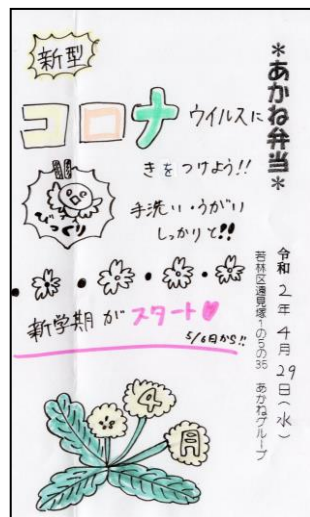 ＊あかね弁当＊
令和2年4月29日(水)
若林区遠見塚1の5の35 あかねグループ
新型
コロナウイルスに
きをつけよう!!
びっくり
手洗い・うがい
しっかりと!!
新学期がスタート♥
5/6日から!!
4月